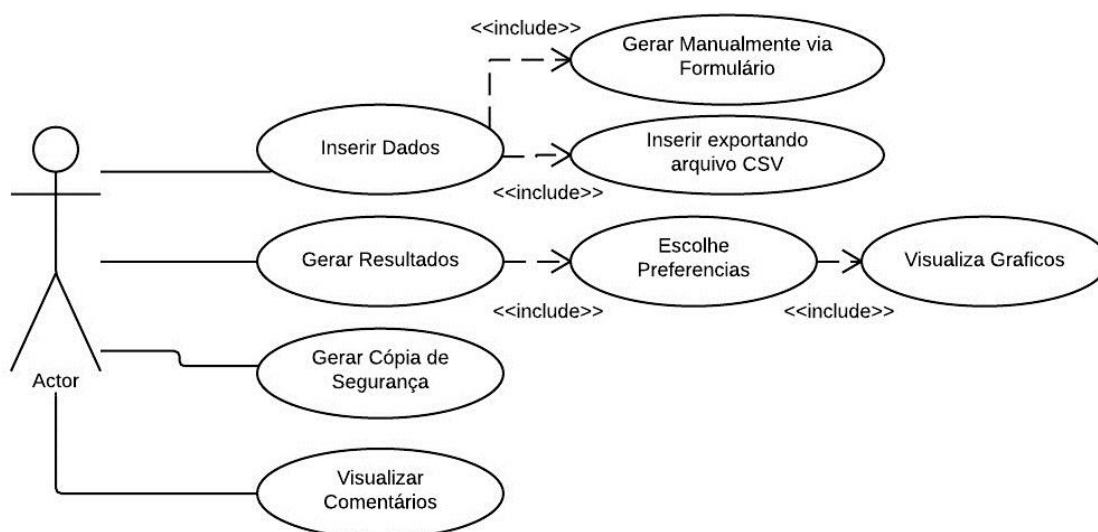 <<include>>
Gerar Manualmente via
Formulário
Inserir Dados
Inserir exportando
arquivo CSV
<<include>>
Gerar Resultados
Escolhe
Preferencias
Visualiza Graficos
<<include>>
<<include>>
Gerar Cópia de
Segurança
Actor
Visualizar
Comentários